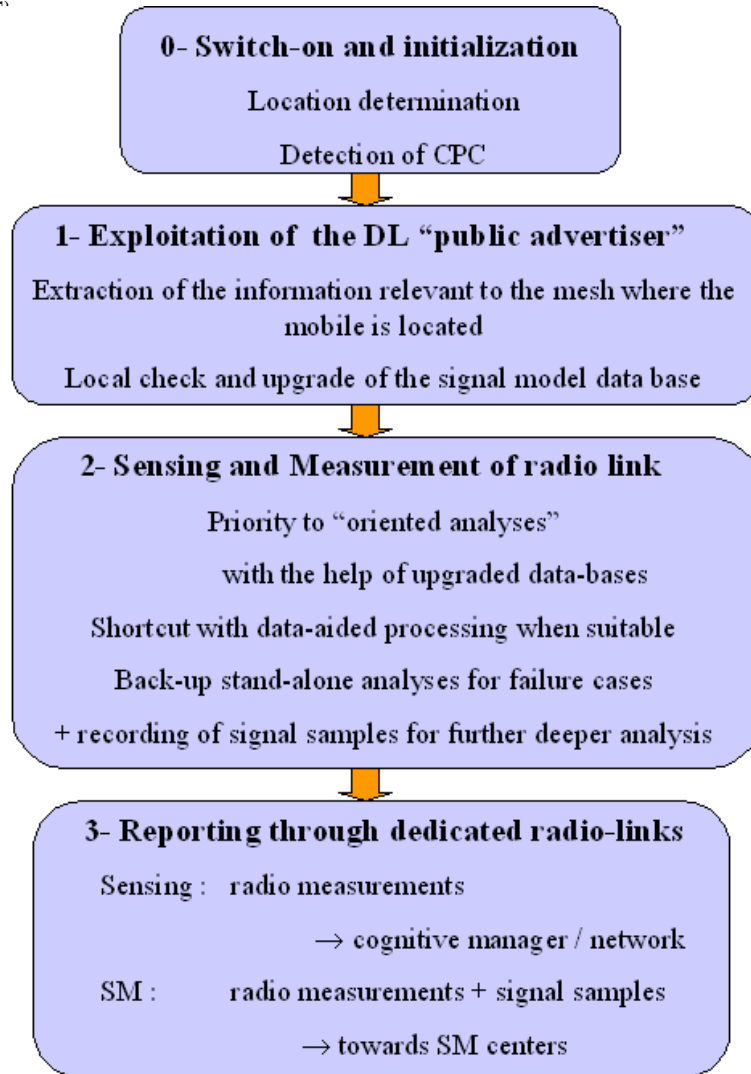 0- Switch-on and initialization
Location determination
Detection of CPC
1- Exploitation of the DL “public advertiser”
Extraction of the information relevant to the mesh where the
mobile is located
Local check and upgrade of the signal model data base
2- Sensing and Measurement of radio link
Priority to “oriented analyses”
with the help of upgraded data-bases
Shortcut with data-aided processing when suitable
Back-up stand-alone analyses for failure cases
+ recording of signal samples for further deeper analysis
3- Reporting through dedicated radio-links
Sensing : radio measurements
→ cognitive manager / network
SM : radio measurements + signal samples
→ towards SM centers